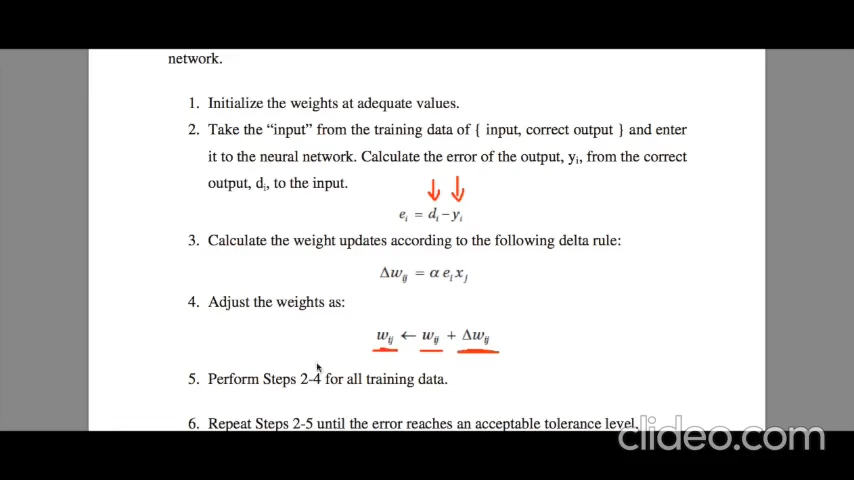 network.
1. Initialize the weights at adequate values.
2. Take the “input” from the training data of { input, correct output } and enter
it to the neural network. Calculate the error of the output, yᵢ, from the correct
output, dᵢ, to the input.
eᵢ = dᵢ − yᵢ
3. Calculate the weight updates according to the following delta rule:
Δwᵢⱼ = α eᵢ xⱼ
4. Adjust the weights as:
wᵢⱼ ← wᵢⱼ + Δwᵢⱼ
5. Perform Steps 2-4 for all training data.
6. Repeat Steps 2-5 until the error reaches an acceptable tolerance level.
clideo.com